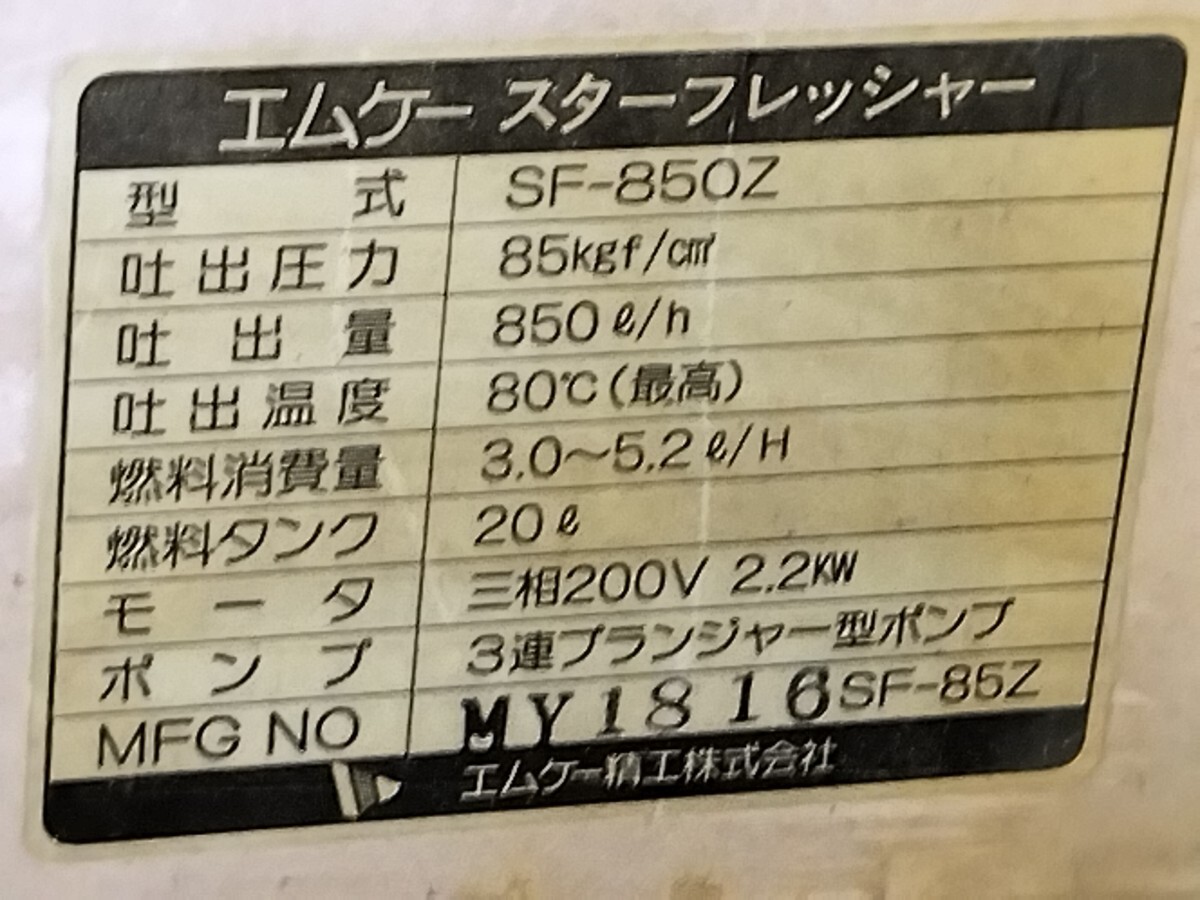 エムケー スターフレッシャー
型式 SF-850Z
吐出圧力 85kgf/c㎡
吐出量 850ℓ/h
吐出温度 80℃(最高)
燃料消費量 3.0～5.2ℓ/H
燃料タンク 20ℓ
モータ 三相200V 2.2KW
ポンプ 3連プランジャー型ポンプ
MFG NO MY1816 SF-85Z
エムケー精工株式会社